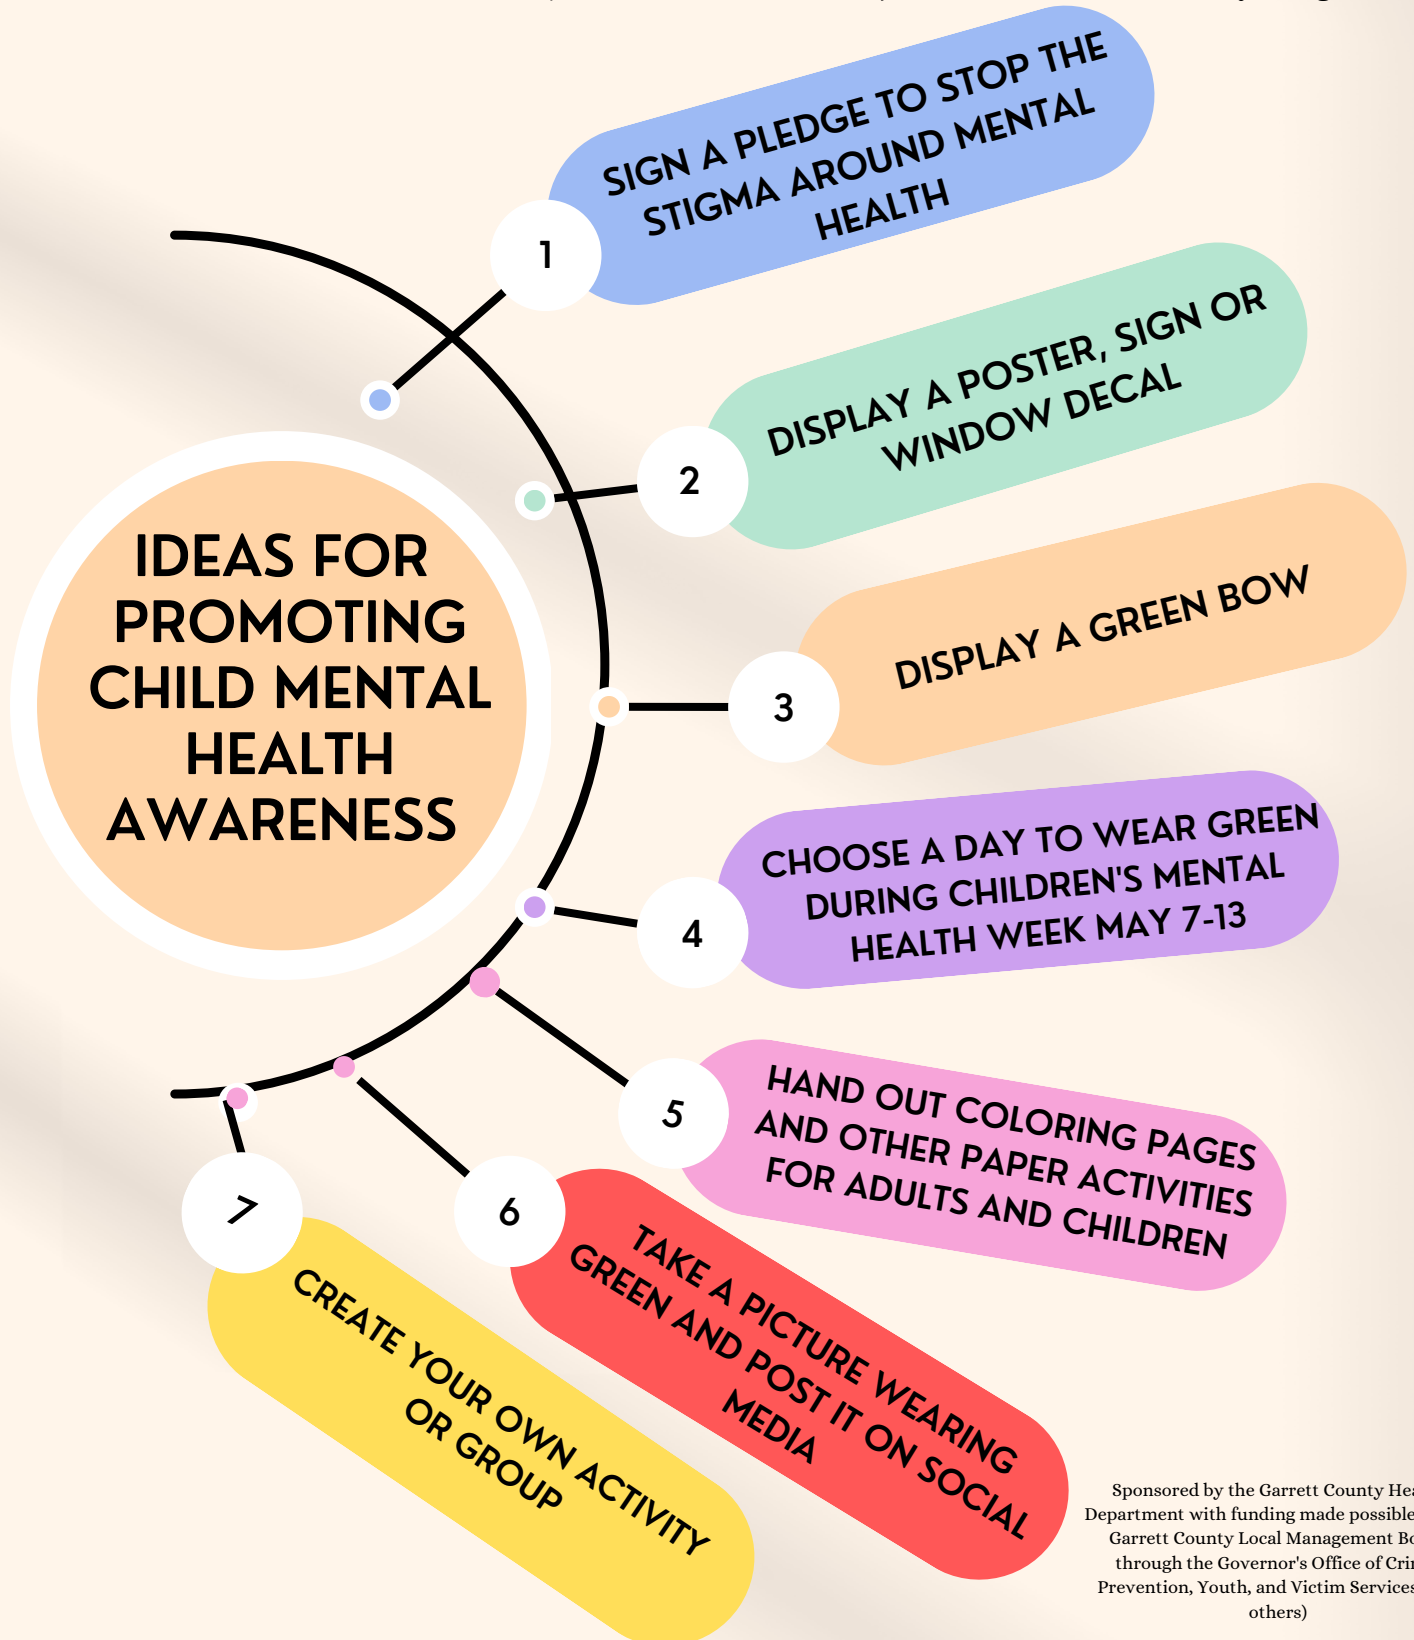 1
SIGN A PLEDGE TO STOP THE
STIGMA AROUND MENTAL
HEALTH
2
DISPLAY A POSTER, SIGN OR
WINDOW DECAL
IDEAS FOR
PROMOTING
CHILD MENTAL
HEALTH
AWARENESS
3
DISPLAY A GREEN BOW
4
CHOOSE A DAY TO WEAR GREEN
DURING CHILDREN'S MENTAL
HEALTH WEEK MAY 7-13
5
HAND OUT COLORING PAGES
AND OTHER PAPER ACTIVITIES
FOR ADULTS AND CHILDREN
6
TAKE A PICTURE WEARING
GREEN AND POST IT ON SOCIAL
MEDIA
7
CREATE YOUR OWN ACTIVITY
OR GROUP
Sponsored by the Garrett County
Department with funding made possible
Garrett County Local Management
through the Governor's Office of
Prevention, Youth, and Victim Services
others)